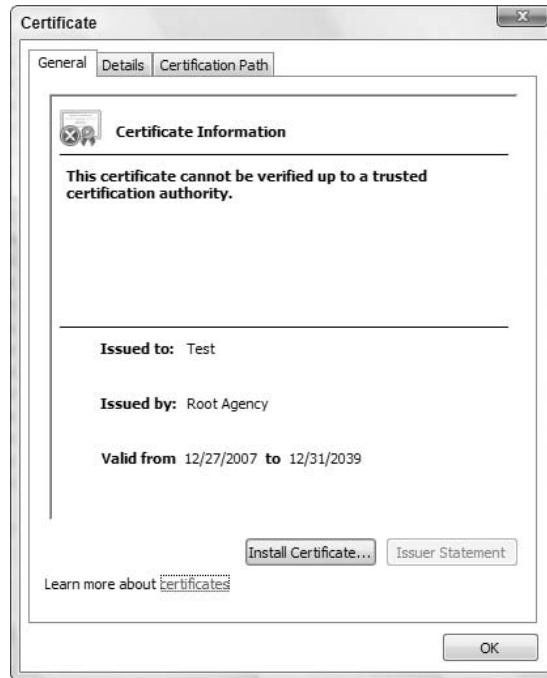 Certificate
General Details Certification Path
Certificate Information
This certificate cannot be verified up to a trusted
certification authority.
Issued to: Test
Issued by: Root Agency
Valid from 12/27/2007 to 12/31/2039
Install Certificate... Issuer Statement
Learn more about certificates
OK